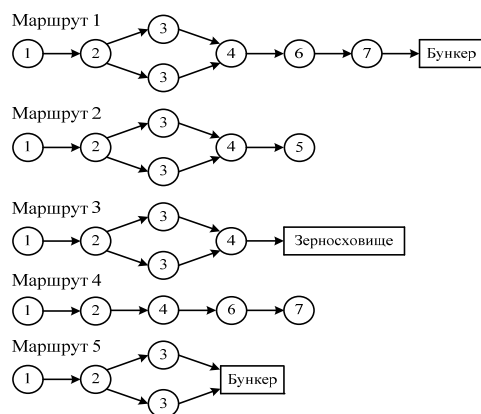 Маршрут 1
3
1 2 4 6 7 Бункер
3
Маршрут 2
3
1 2 4 5
3
Маршрут 3
3
1 2 4 Зерносховище
3
Маршрут 4
1 2 4 6 7
Маршрут 5
3
1 2 Бункер
3